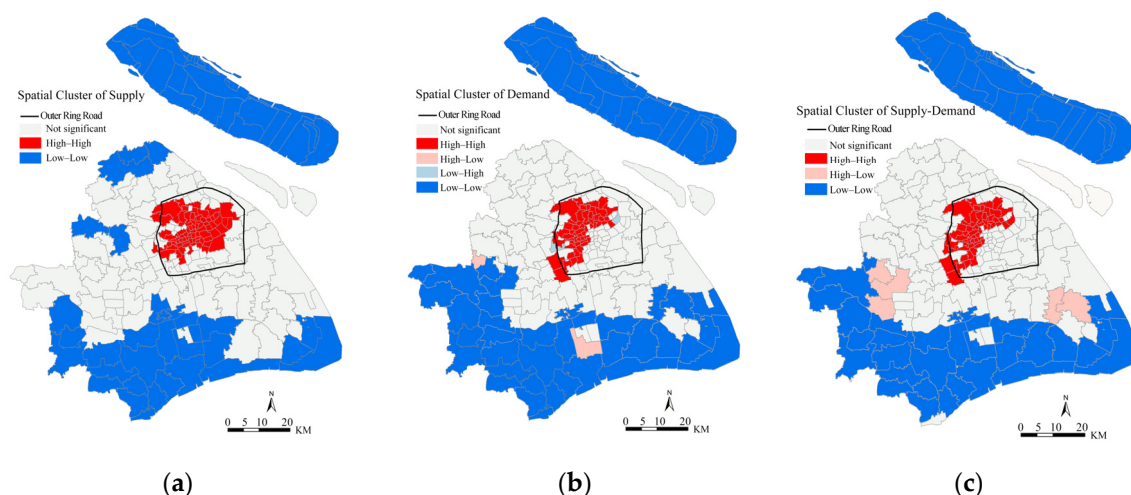 Spatial Cluster of Supply
Outer Ring Road
Not significant
High–High
Low–Low
N
0 5 10 20
KM
(a)
Spatial Cluster of Demand
Outer Ring Road
Not significant
High–High
High–Low
Low–High
Low–Low
N
0 5 10 20
KM
(b)
Spatial Cluster of Supply-Demand
Outer Ring Road
Not significant
High–High
High–Low
Low–Low
N
0 5 10 20
KM
(c)